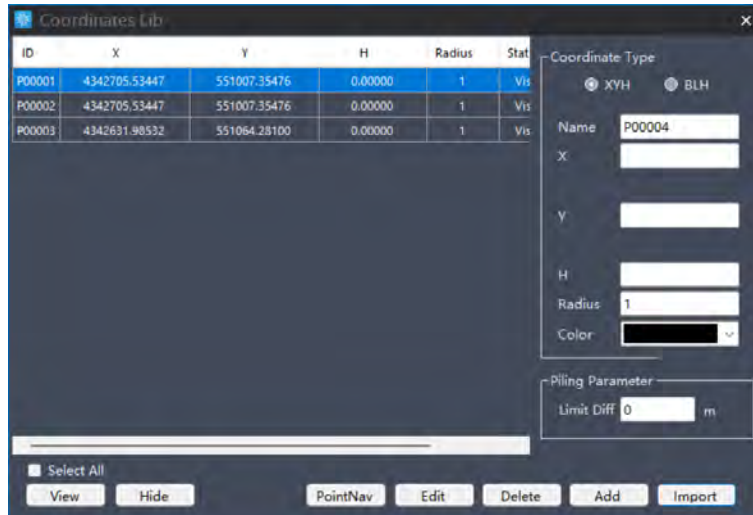 Coordinates Lib
ID X Y H Radius Stat
P00001 4342705.53447 551007.35476 0.00000 1 Vis
P00002 4342705.53447 551007.35476 0.00000 1 Vis
P00003 4342631.98532 551064.28100 0.00000 1 Vis
Coordinate Type
XYH BLH
Name P00004
X
Y
H
Radius 1
Color
Piling Parameter
Limit Diff 0 m
Select All
View Hide PointNav Edit Delete Add Import